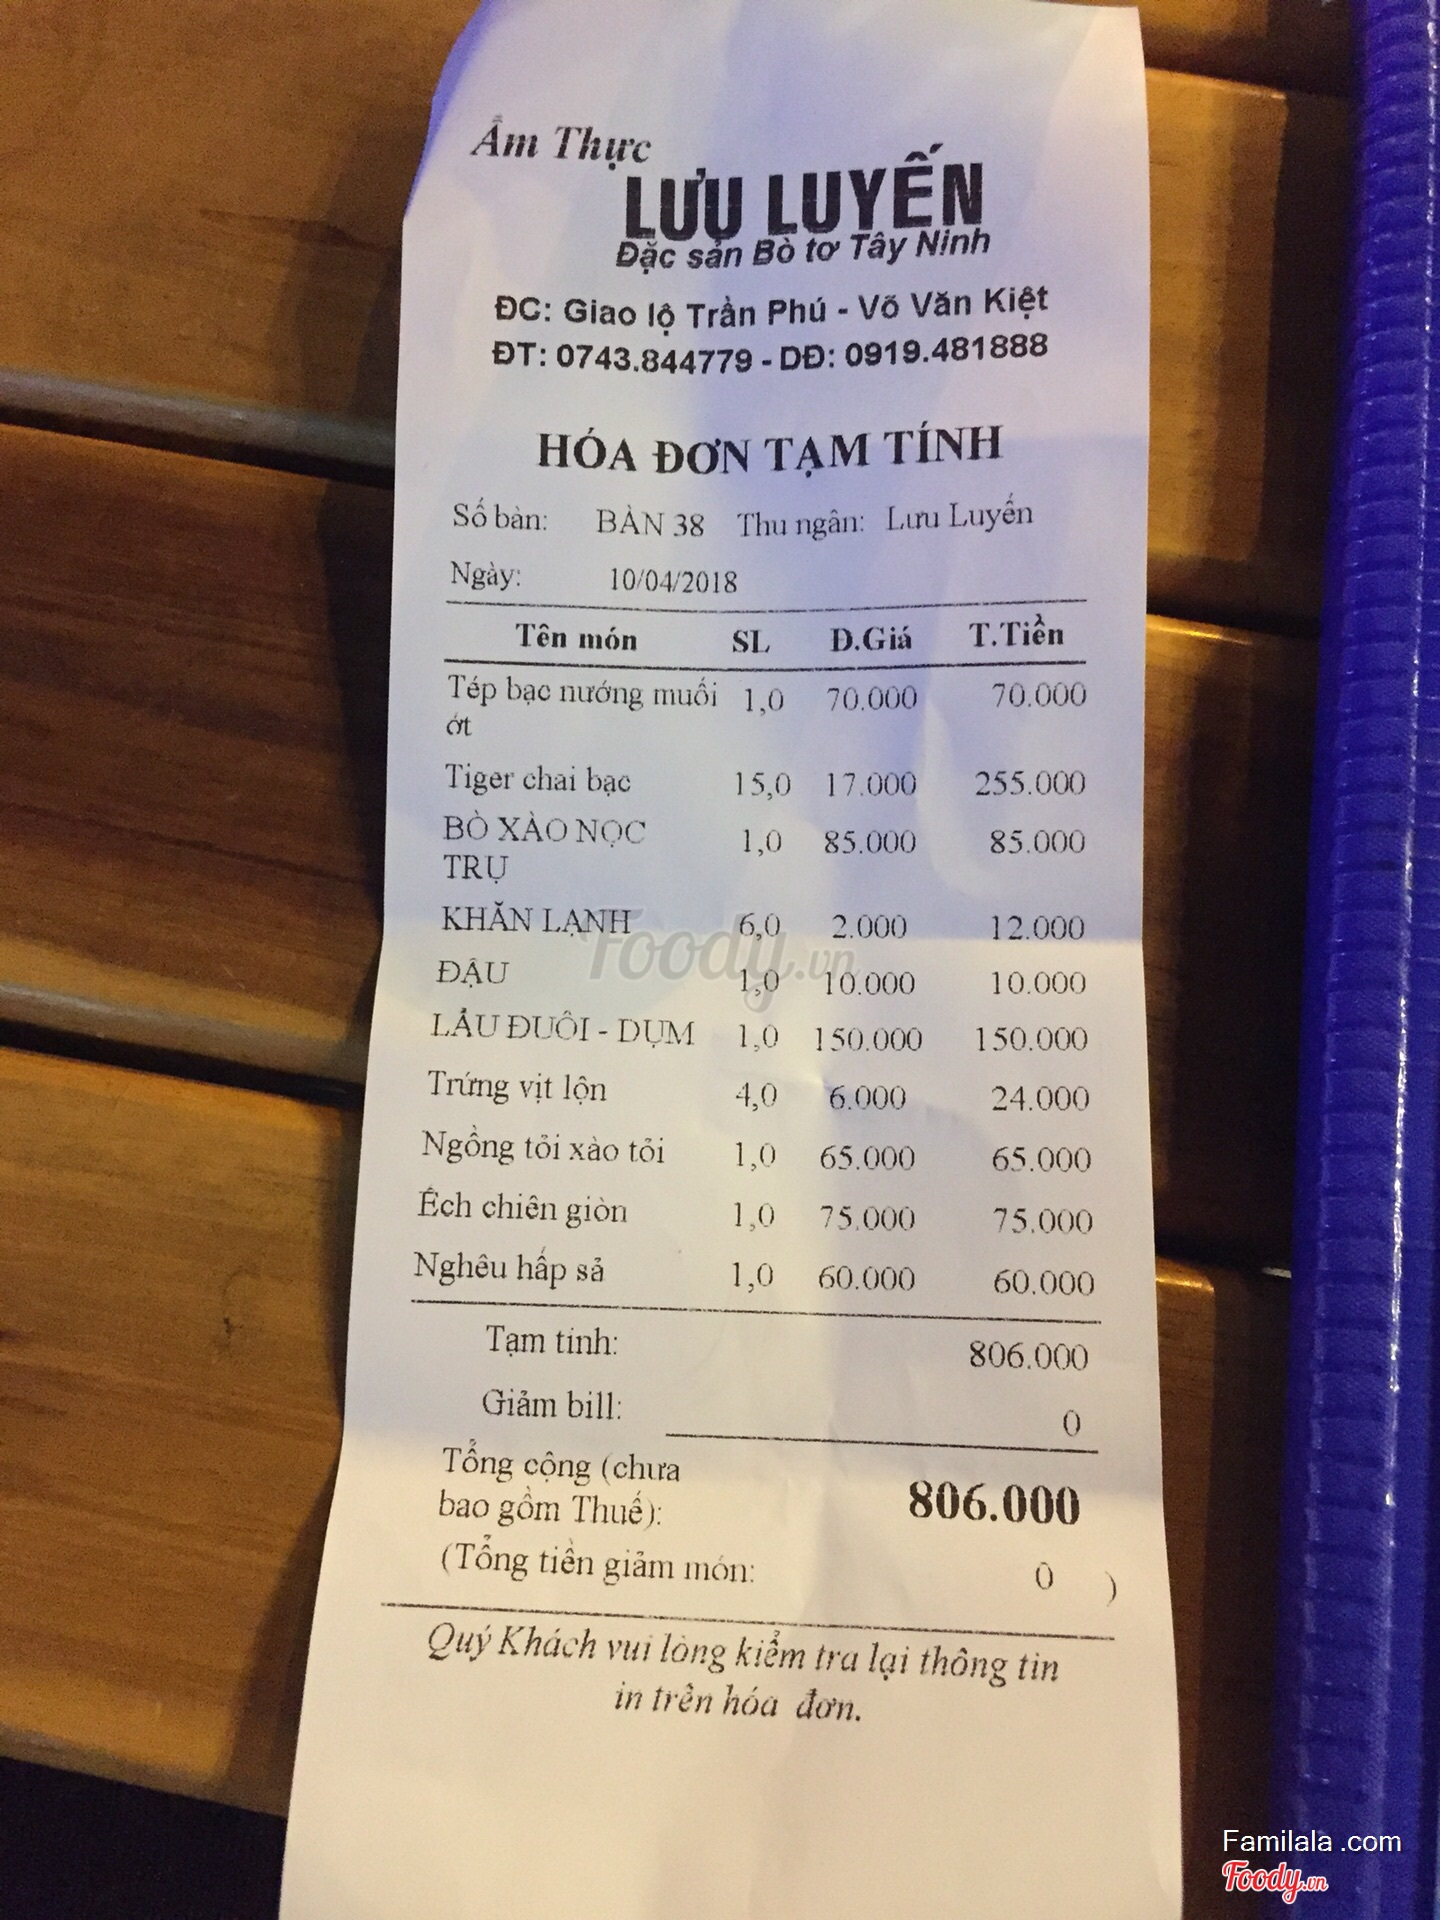 Ẩm Thực
LƯU LUYẾN
Đặc sản Bò tơ Tây Ninh
ĐC: Giao lộ Trần Phú - Võ Văn Kiệt
ĐT: 0743.844779 - DĐ: 0919.481888
HÓA ĐƠN TẠM TÍNH
Số bàn: BÀN 38 Thu ngân: Lưu Luyến
Ngày: 10/04/2018
Tên món SL Đ.Giá T.Tiền
Tép bạc nướng muối 1,0 70.000 70.000
ớt
Tiger chai bạc 15,0 17.000 255.000
BÒ XÀO NỌC 1,0 85.000 85.000
TRỤ
KHĂN LẠNH 6,0 2.000 12.000
Foody.vn
ĐẬU 1,0 10.000 10.000
LẨU ĐUÔI - DỤM 1,0 150.000 150.000
Trứng vịt lộn 4,0 6.000 24.000
Ngồng tỏi xào tỏi 1,0 65.000 65.000
Ếch chiên giòn 1,0 75.000 75.000
Nghêu hấp sả 1,0 60.000 60.000
Tạm tính: 806.000
Giảm bill: 0
Tổng cộng (chưa
bao gồm Thuế): 806.000
(Tổng tiền giảm món: 0 )
Quý Khách vui lòng kiểm tra lại thông tin
in trên hóa đơn.
Familala .com
Foody.vn